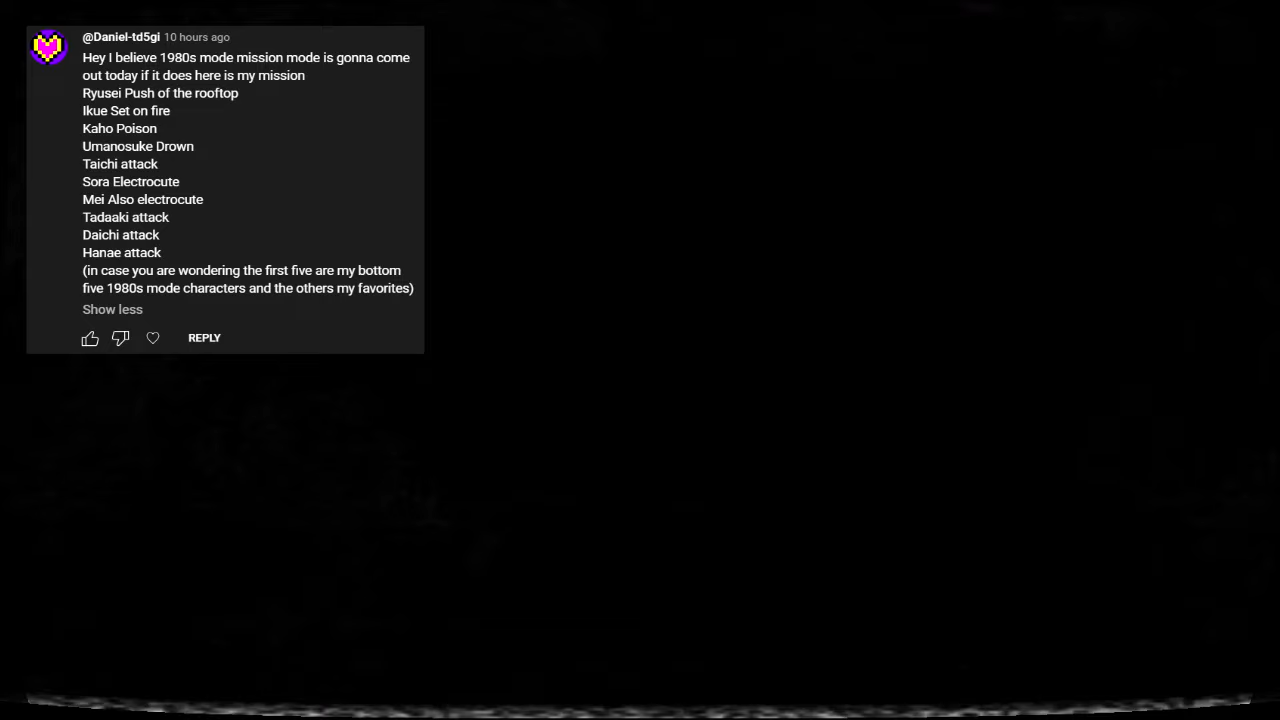 @Daniel-td5gi 10 hours ago
Hey I believe 1980s mode mission mode is gonna come
out today if it does here is my mission
Ryusei Push of the rooftop
Ikue Set on fire
Kaho Poison
Umanosuke Drown
Taichi attack
Sora Electrocute
Mei Also electrocute
Tadaaki attack
Daichi attack
Hanae attack
(in case you are wondering the first five are my bottom
five 1980s mode characters and the others my favorites)
Show less
REPLY